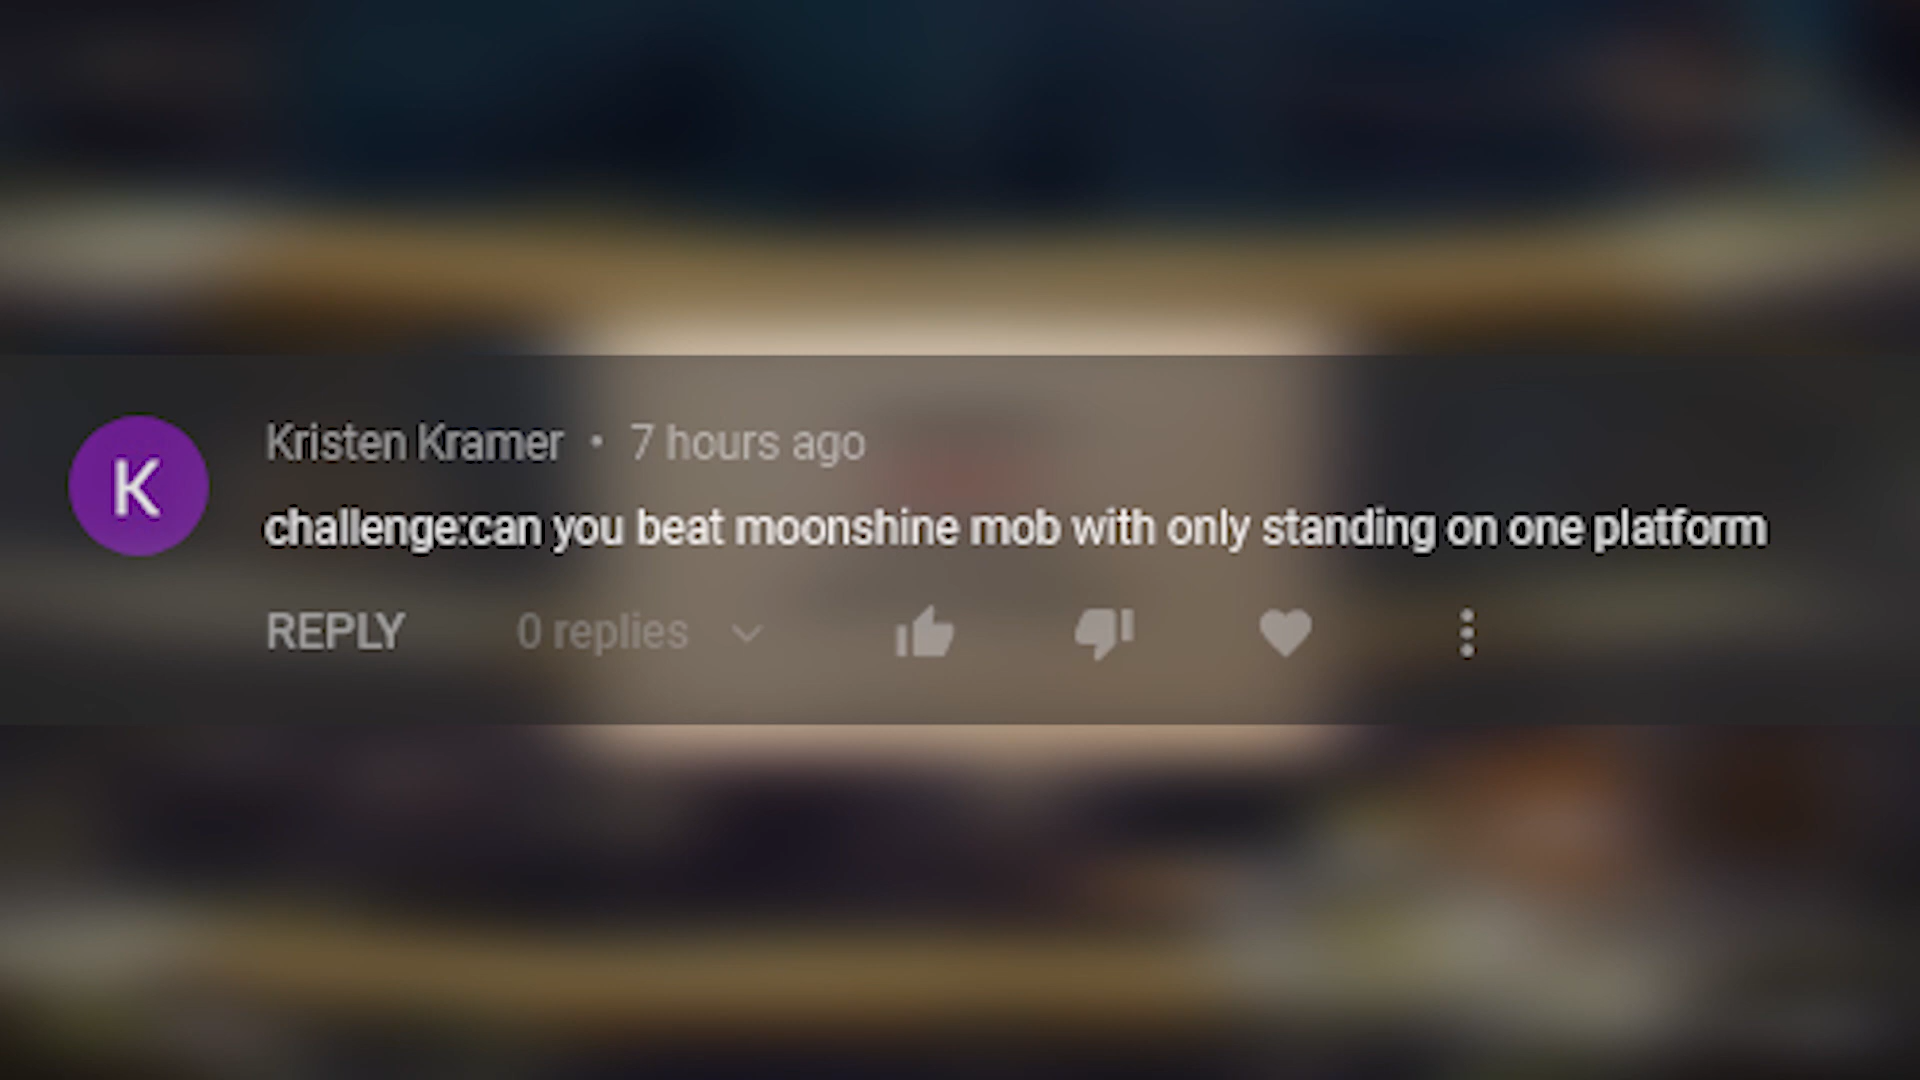 K
Kristen Kramer • 7 hours ago
challenge:can you beat moonshine mob with only standing on one platform
REPLY 0 replies